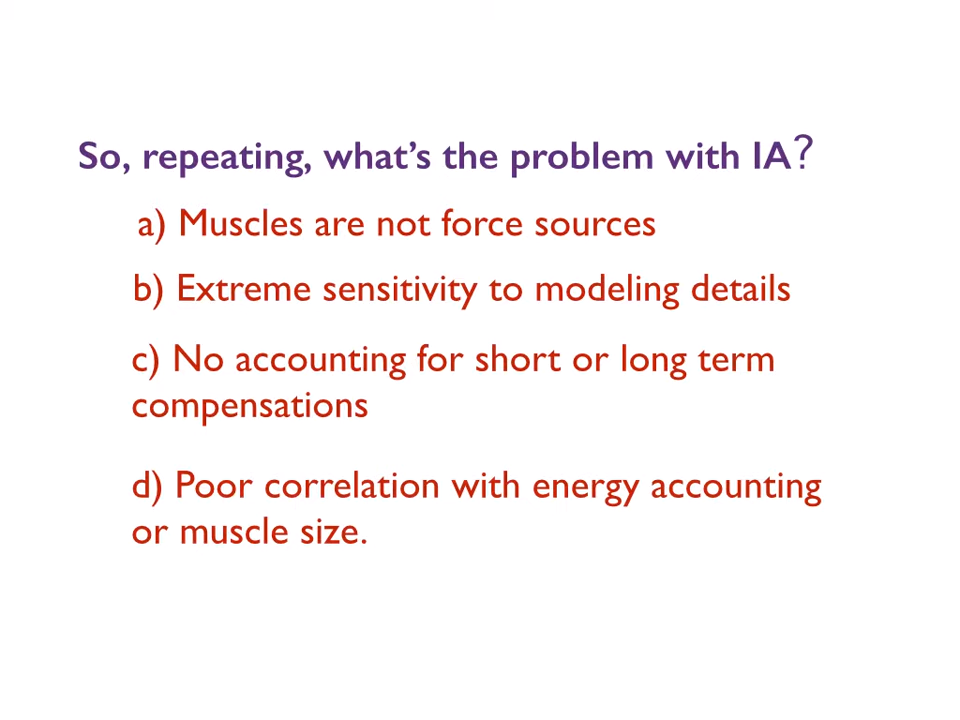 So, repeating, what's the problem with IA?
a) Muscles are not force sources
b) Extreme sensitivity to modeling details
c) No accounting for short or long term
compensations
d) Poor correlation with energy accounting
or muscle size.